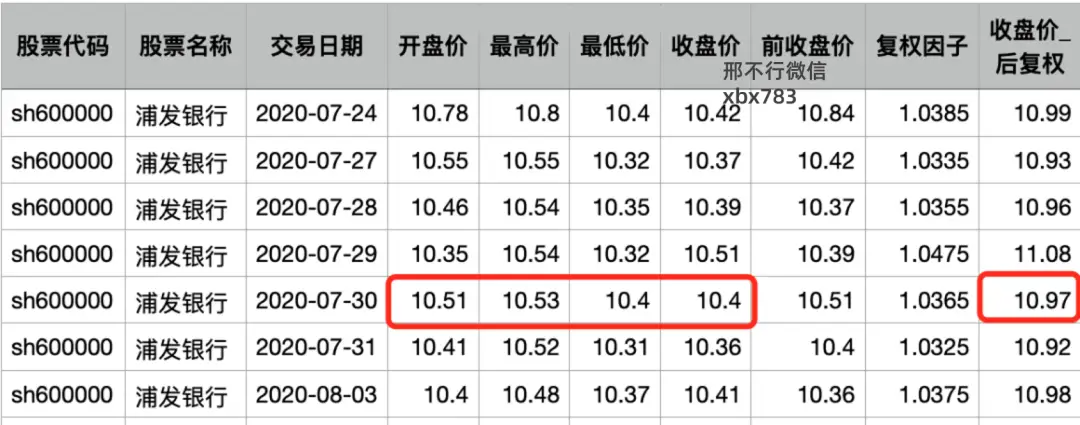 股票代码 股票名称 交易日期 开盘价 最高价 最低价 收盘价 前收盘价 复权因子 收盘价_
后复权
邢不行微信
xbx783
sh600000 浦发银行 2020-07-24 10.78 10.8 10.4 10.42 10.84 1.0385 10.99
sh600000 浦发银行 2020-07-27 10.55 10.55 10.32 10.37 10.42 1.0335 10.93
sh600000 浦发银行 2020-07-28 10.46 10.54 10.35 10.39 10.37 1.0355 10.96
sh600000 浦发银行 2020-07-29 10.35 10.54 10.32 10.51 10.39 1.0475 11.08
sh600000 浦发银行 2020-07-30 10.51 10.53 10.4 10.4 10.51 1.0365 10.97
sh600000 浦发银行 2020-07-31 10.41 10.52 10.31 10.36 10.4 1.0325 10.92
sh600000 浦发银行 2020-08-03 10.4 10.48 10.37 10.41 10.36 1.0375 10.98